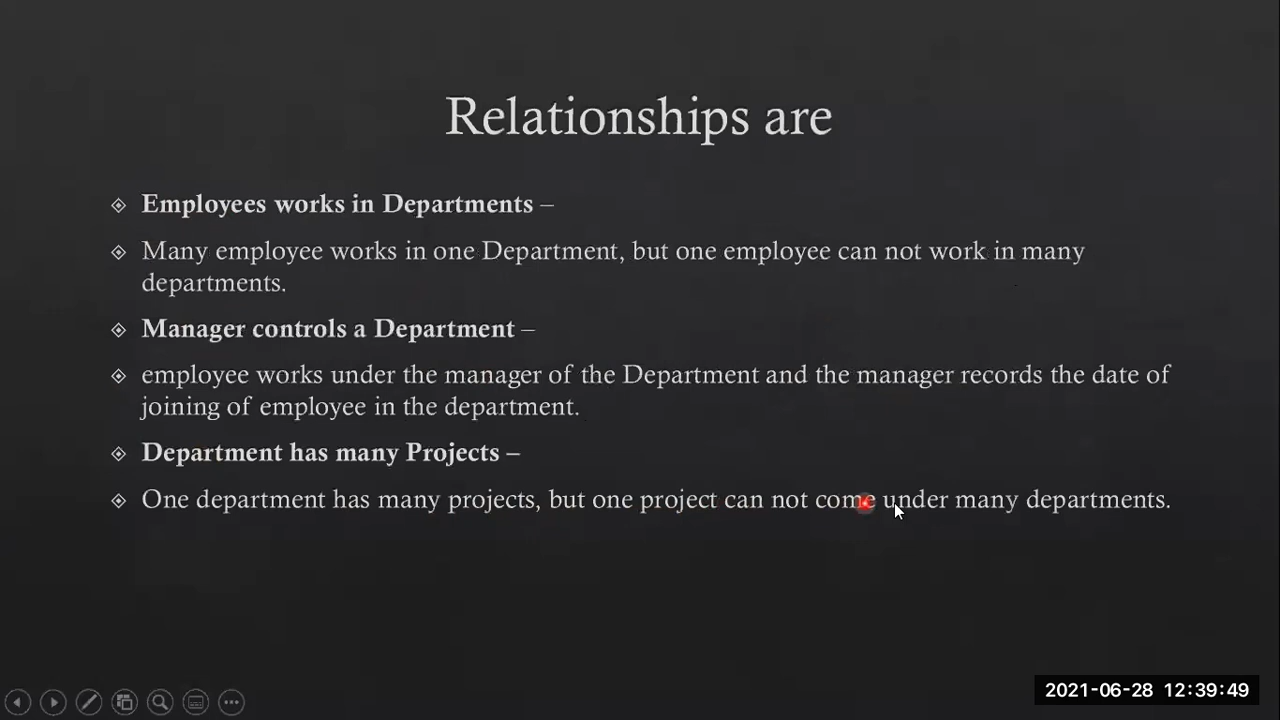 Relationships are
Employees works in Departments –
Many employee works in one Department, but one employee can not work in many
departments.
Manager controls a Department –
employee works under the manager of the Department and the manager records the date of
joining of employee in the department.
Department has many Projects –
One department has many projects, but one project can not come under many departments.
2021-06-28 12:39:49